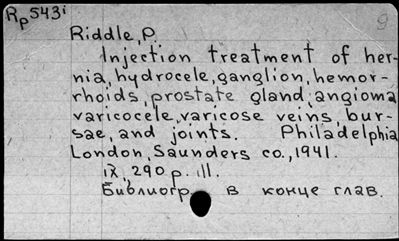 Rp543i
9
Riddle, P.
Injection treatment of her-
nia, hydrocele, ganglion, hemor-
rhoids, prostate gland, angioma
varicocele, varicose veins, bur-
sae, and joints. Philadelphia
London, Saunders co., 1941.
IX, 290 p. ill.
Библиогр. в конце глав.